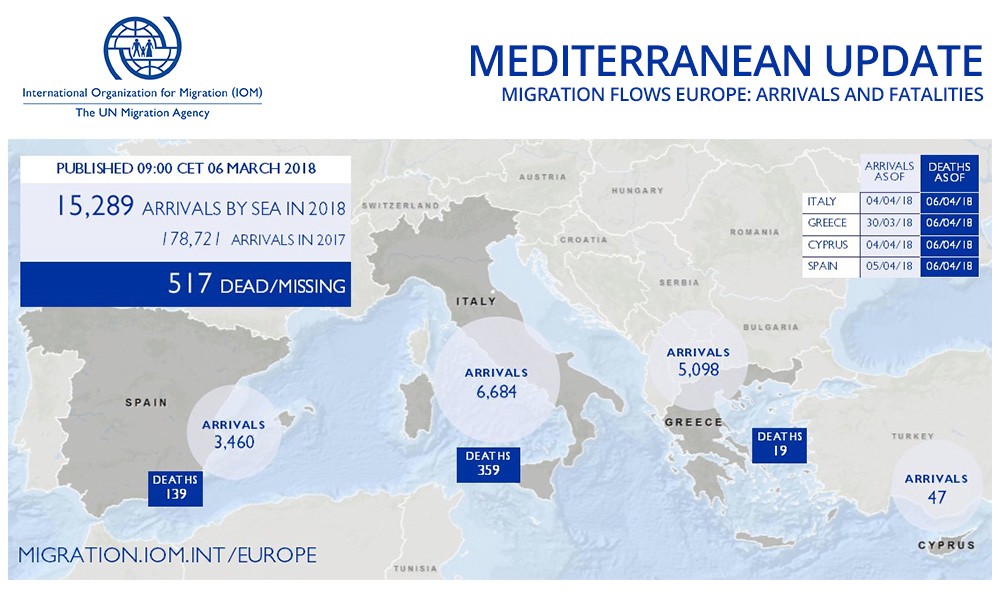 International Organization for Migration (IOM)
The UN Migration Agency
MEDITERRANEAN UPDATE
MIGRATION FLOWS EUROPE: ARRIVALS AND FATALITIES
PUBLISHED 09:00 CET 06 MARCH 2018
15,289 ARRIVALS BY SEA IN 2018
178,721 ARRIVALS IN 2017
517 DEAD/MISSING
ARRIVALS AS OF DEATHS AS OF
ITALY 04/04/18 06/04/18
GREECE 30/03/18 06/04/18
CYPRUS 04/04/18 06/04/18
SPAIN 05/04/18 06/04/18
AUSTRIA
HUNGARY
SWITZERLAND
ROMANIA
CROATIA
SERBIA
ITALY
BULGARIA
ARRIVALS
5,098
ARRIVALS
6,684
SPAIN
ARRIVALS
3,460
GREECE
DEATHS
19
TURKEY
DEATHS
359
DEATHS
139
ARRIVALS
47
CYPRUS
MIGRATION.IOM.INT/EUROPE
TUNISIA